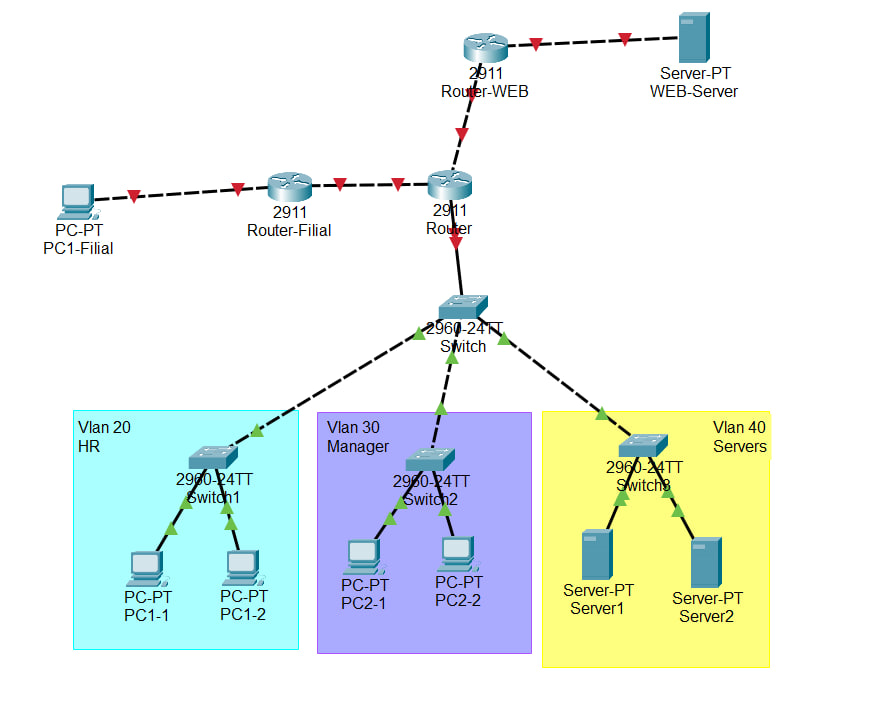 2911
Router-WEB
Server-PT
WEB-Server
PC-PT
PC1-Filial
2911
Router-Filial
2911
Router
2960-24TT
Switch
Vlan 20
HR
2960-24TT
Switch1
PC-PT
PC1-1
PC-PT
PC1-2
Vlan 30
Manager
2960-24TT
Switch2
PC-PT
PC2-1
PC-PT
PC2-2
Vlan 40
Servers
2960-24TT
Switch3
Server-PT
Server1
Server-PT
Server2